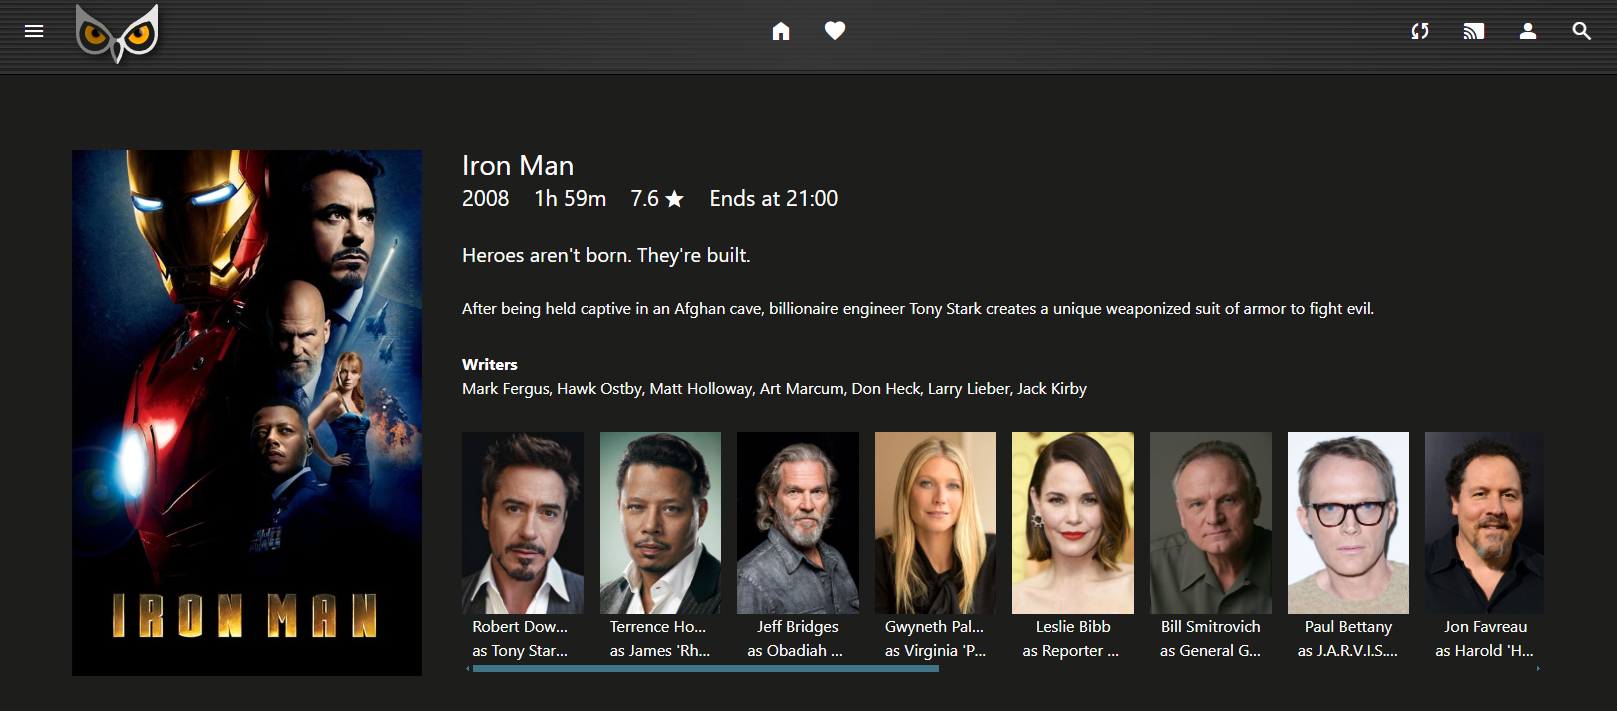 Iron Man
2008 1h 59m 7.6 ★ Ends at 21:00
Heroes aren't born. They're built.
After being held captive in an Afghan cave, billionaire engineer Tony Stark creates a unique weaponized suit of armor to fight evil.
Writers
Mark Fergus, Hawk Ostby, Matt Holloway, Art Marcum, Don Heck, Larry Lieber, Jack Kirby
IRON MAN
Robert Dow...
as Tony Star...
Terrence Ho...
as James 'Rh...
Jeff Bridges
as Obadiah ...
Gwyneth Pal...
as Virginia 'P...
Leslie Bibb
as Reporter ...
Bill Smitrovich
as General G...
Paul Bettany
as J.A.R.V.I.S....
Jon Favreau
as Harold 'H...